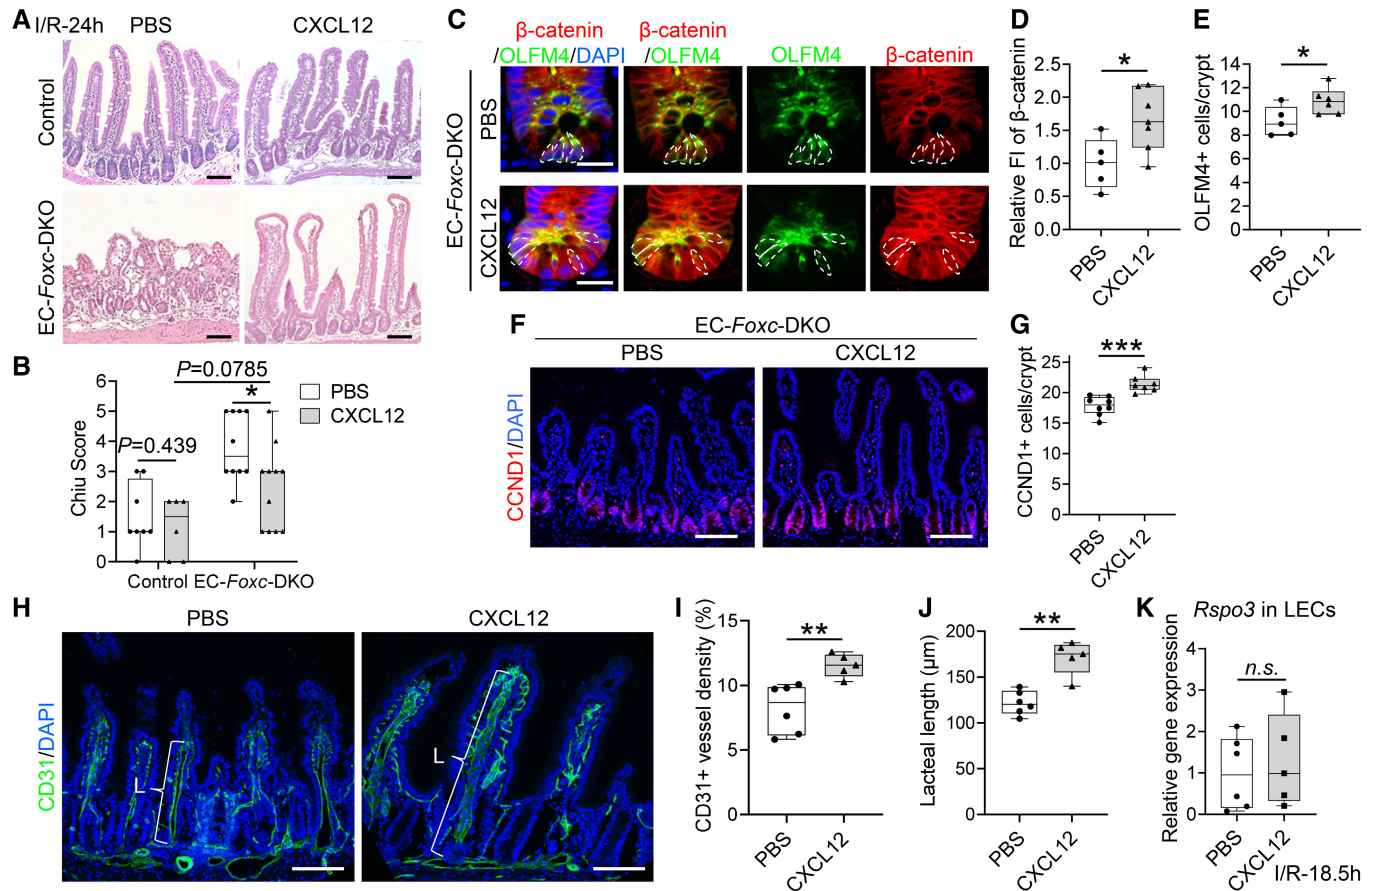 A I/R-24h PBS CXCL12
Control
EC-Foxc-DKO
B
Chiu Score
6
5
4
3
2
1
0
P=0.0785
*
P=0.439
PBS
CXCL12
Control EC-Foxc-DKO
C
β-catenin
/OLFM4/DAPI
β-catenin
/OLFM4
OLFM4
β-catenin
EC-Foxc-DKO
PBS
CXCL12
D
Relative FI of β-catenin
2.5
2.0
1.5
1.0
0.5
0.0
*
PBS
CXCL12
E
OLFM4+ cells/crypt
14
12
10
8
6
4
2
0
*
PBS
CXCL12
F
EC-Foxc-DKO
PBS CXCL12
CCND1/DAPI
G
CCND1+ cells/crypt
25
20
15
10
5
0
***
PBS
CXCL12
H PBS CXCL12
CD31/DAPI
L
L
I
CD31+ vessel density (%)
15
10
5
0
**
PBS
CXCL12
J
Lacteal length (μm)
200
150
100
50
0
**
PBS
CXCL12
K
Rspo3 in LECs
Relative gene expression
4
3
2
1
0
n.s.
PBS
CXCL12
I/R-18.5h